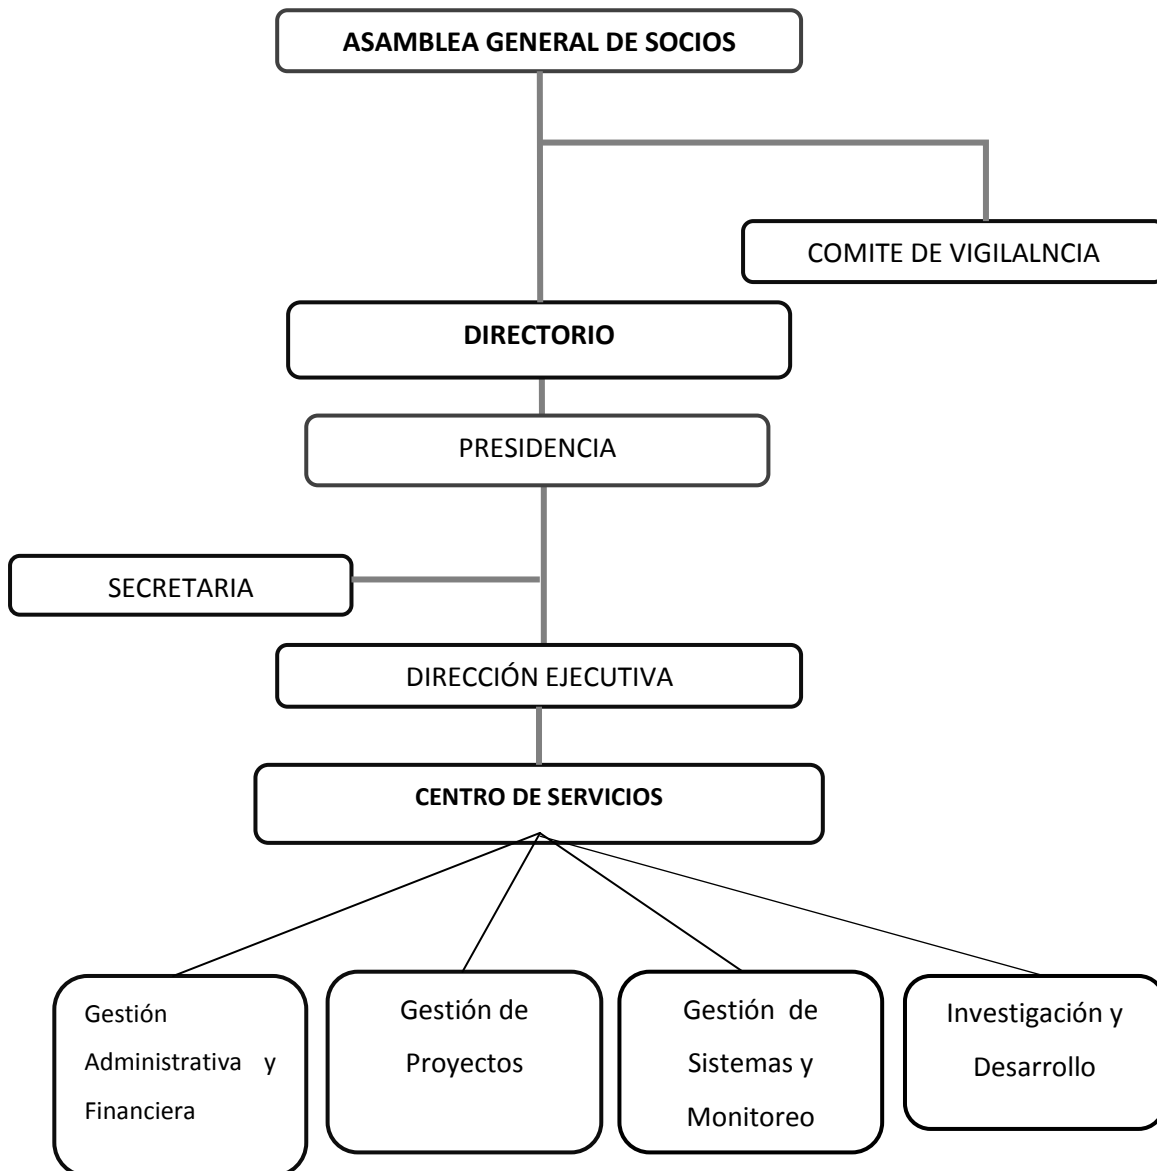 ASAMBLEA GENERAL DE SOCIOS
COMITE DE VIGILALNCIA
DIRECTORIO
PRESIDENCIA
SECRETARIA
DIRECCIÓN EJECUTIVA
CENTRO DE SERVICIOS
Gestión
Administrativa y
Financiera
Gestión de
Proyectos
Gestión de
Sistemas y
Monitoreo
Investigación y
Desarrollo